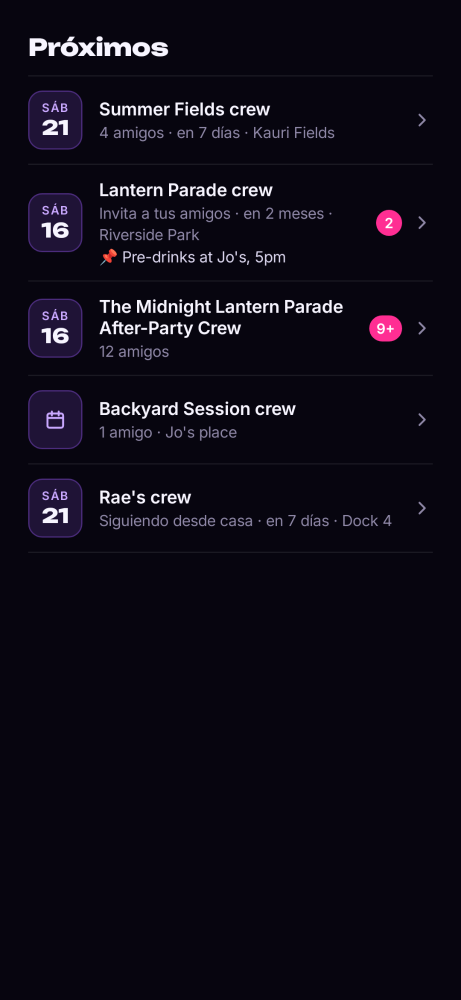 Próximos
SÁB
21
Summer Fields crew
4 amigos · en 7 días · Kauri Fields
SÁB
16
Lantern Parade crew
Invita a tus amigos · en 2 meses ·
Riverside Park
📌 Pre-drinks at Jo's, 5pm
2
SÁB
16
The Midnight Lantern Parade
After-Party Crew
12 amigos
9+
Backyard Session crew
1 amigo · Jo's place
SÁB
21
Rae's crew
Siguiendo desde casa · en 7 días · Dock 4